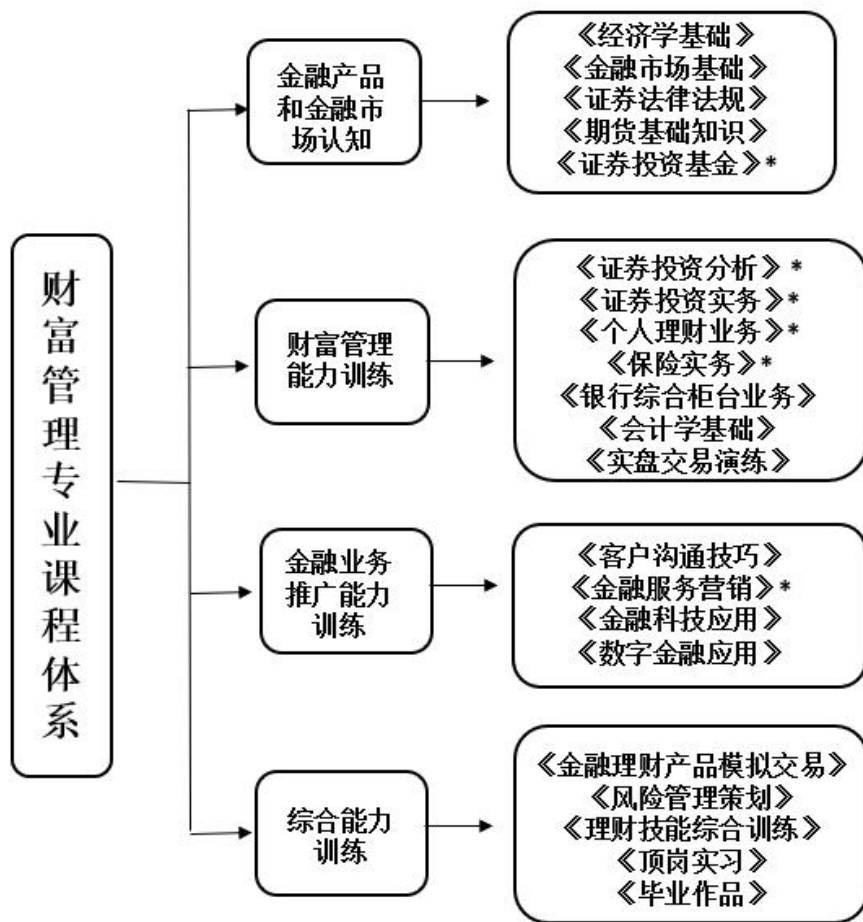 财富管理专业课程体系
金融产品
和金融市
场认知
《经济学基础》
《金融市场基础》
《证券法律法规》
《期货基础知识》
《证券投资基金》*
财富管理
能力训练
《证券投资分析》*
《证券投资实务》*
《个人理财业务》*
《保险实务》*
《银行综合柜台业务》
《会计学基础》
《实盘交易演练》
金融业务
推广能力
训练
《客户沟通技巧》
《金融服务营销》*
《金融科技应用》
《数字金融应用》
综合能力
训练
《金融理财产品模拟交易》
《风险管理策划》
《理财技能综合训练》
《顶岗实习》
《毕业作品》